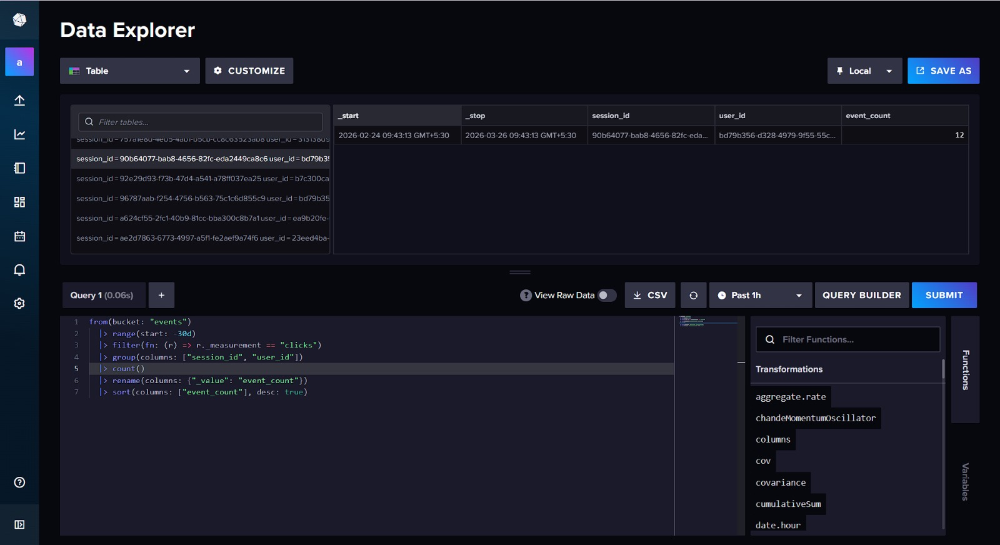 Data Explorer
a
Table
CUSTOMIZE
Local
SAVE AS
Filter tables...
session_id = 90b64077-bab8-4656-82fc-eda2449ca8c6 user_id = bd79b35
session_id = 92e29d93-f73b-47d4-a541-a78ff037ea25 user_id = b7c300ca
session_id = 96787aab-f254-4756-b563-75c1c6d855c9 user_id = bd79b35
session_id = a624cf55-2fc1-40b9-81cc-bba300c8b7a1 user_id = ea9b20fe-
session_id = ae2d7863-6773-4997-a5f1-fe2aef9a74f6 user_id = 23eed4ba-
_start _stop session_id user_id event_count
2026-02-24 09:43:13 GMT+5:30 2026-03-26 09:43:13 GMT+5:30 90b64077-bab8-4656-82fc-eda... bd79b356-d328-4979-9f55-55c... 12
Query 1 (0.06s)
+
? View Raw Data
CSV
Past 1h
QUERY BUILDER
SUBMIT
1 from(bucket: "events")
2 |> range(start: -30d)
3 |> filter(fn: (r) => r._measurement == "clicks")
4 |> group(columns: ["session_id", "user_id"])
5 |> count()
6 |> rename(columns: {"_value": "event_count"})
7 |> sort(columns: ["event_count"], desc: true)
Filter Functions...
Transformations
aggregate.rate
chandeMomentumOscillator
columns
cov
covariance
cumulativeSum
date.hour
Functions
Variables
?